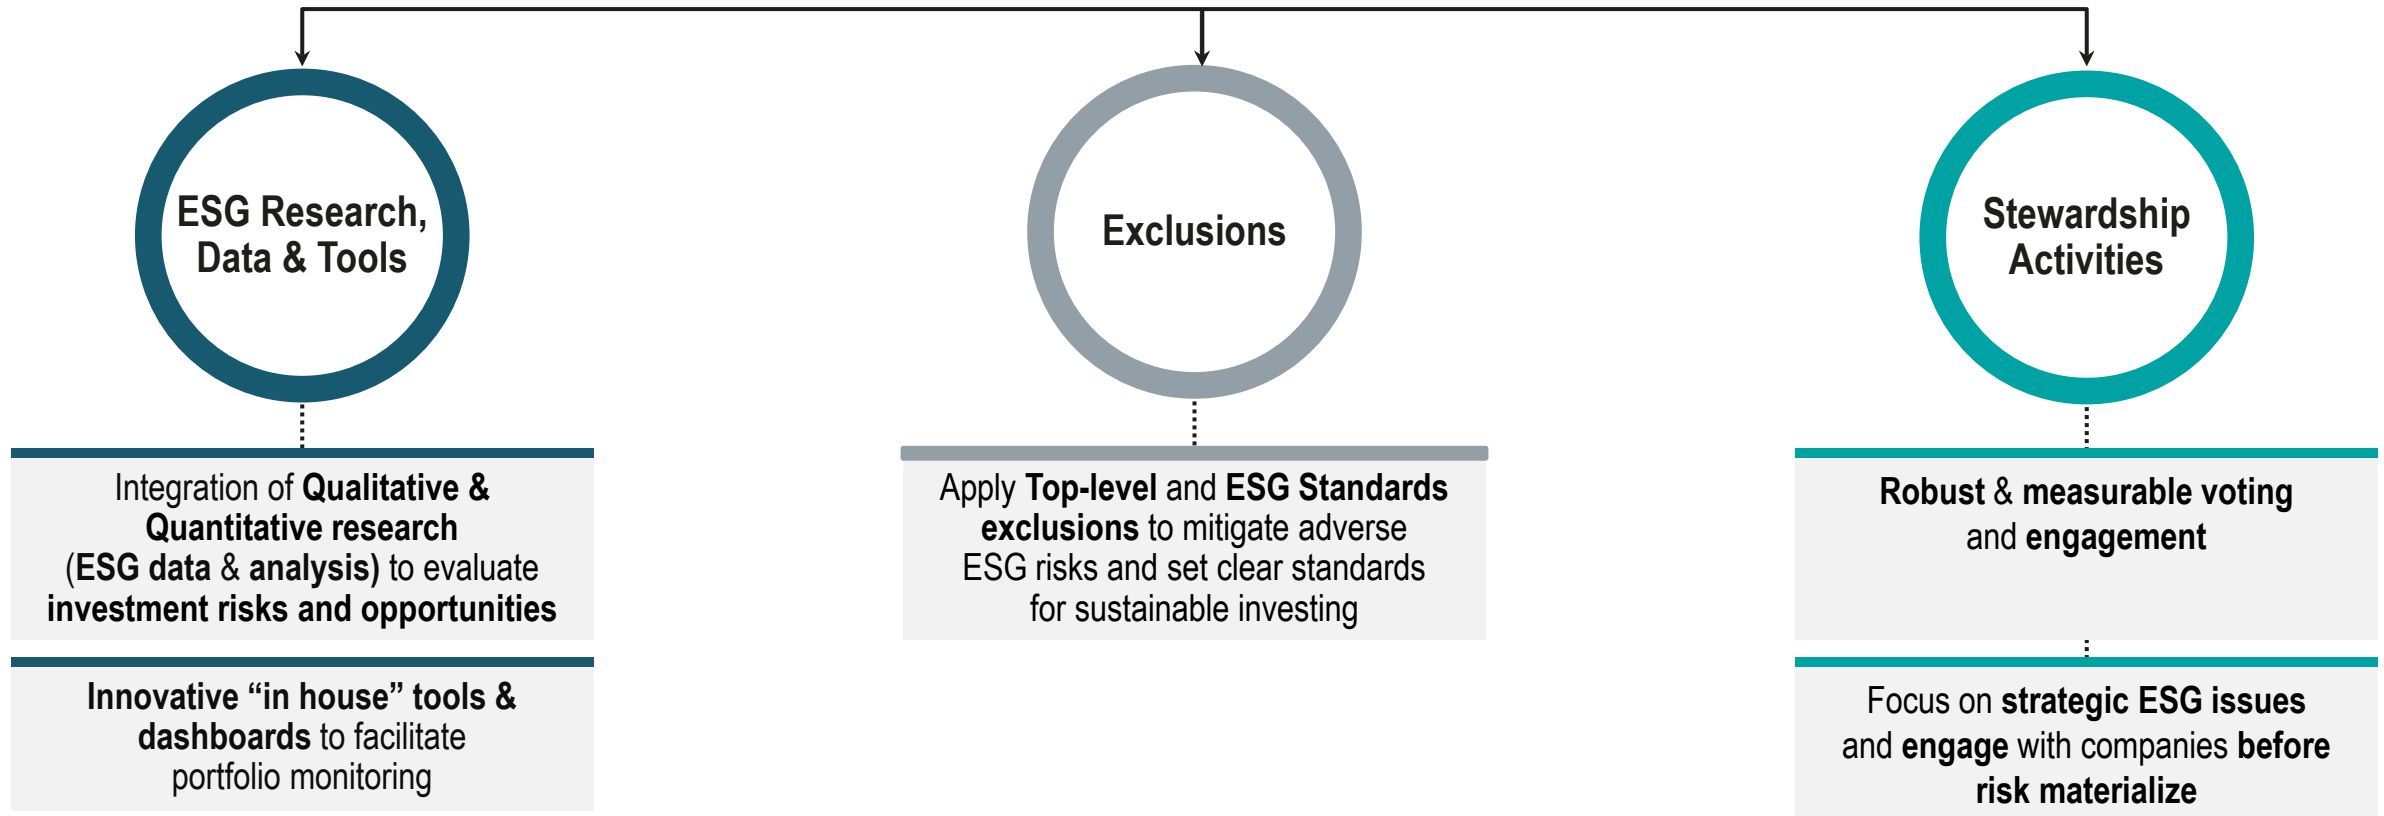 ESG Research,
Data & Tools
Integration of Qualitative &
Quantitative research
(ESG data & analysis) to evaluate
investment risks and opportunities
Innovative “in house” tools &
dashboards to facilitate
portfolio monitoring
Exclusions
Apply Top-level and ESG Standards
exclusions to mitigate adverse
ESG risks and set clear standards
for sustainable investing
Stewardship
Activities
Robust & measurable voting
and engagement
Focus on strategic ESG issues
and engage with companies before
risk materialize